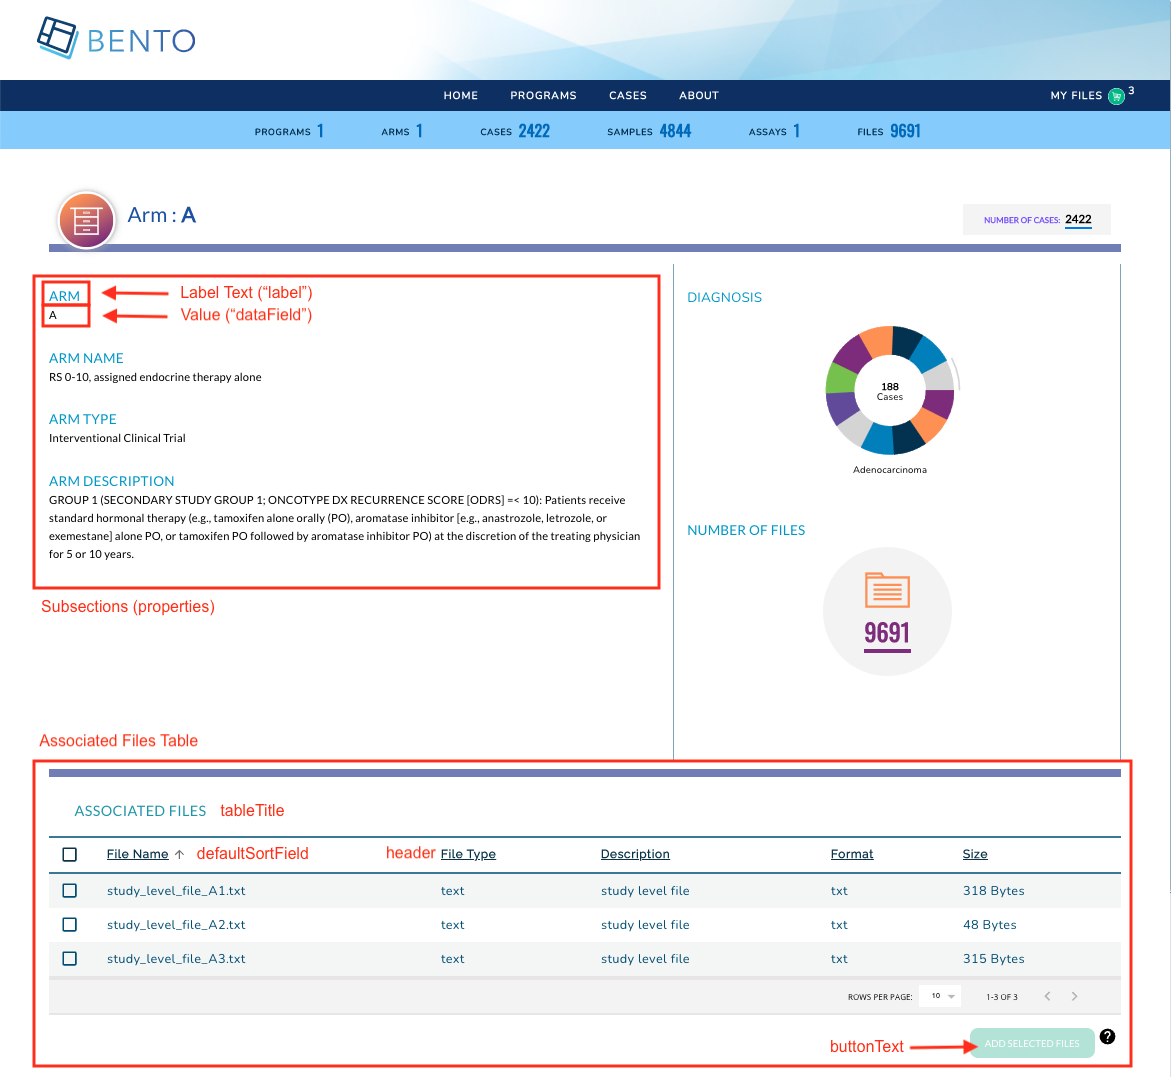 BENTO
HOME PROGRAMS CASES ABOUT MY FILES 3
PROGRAMS 1 ARMS 1 CASES 2422 SAMPLES 4844 ASSAYS 1 FILES 9691
Arm : A
NUMBER OF CASES: 2422
ARM Label Text (“label”)
A Value (“dataField”)
ARM NAME
RS 0-10, assigned endocrine therapy alone
ARM TYPE
Interventional Clinical Trial
ARM DESCRIPTION
GROUP 1 (SECONDARY STUDY GROUP 1; ONCOTYPE DX RECURRENCE SCORE [ODRS] =< 10): Patients receive
standard hormonal therapy (e.g., tamoxifen alone orally (PO), aromatase inhibitor [e.g., anastrozole, letrozole, or
exemestane] alone PO, or tamoxifen PO followed by aromatase inhibitor PO) at the discretion of the treating physician
for 5 or 10 years.
Subsections (properties)
DIAGNOSIS
188
Cases
Adenocarcinoma
NUMBER OF FILES
9691
Associated Files Table
ASSOCIATED FILES tableTitle
File Name defaultSortField header File Type Description Format Size
study_level_file_A1.txt text study level file txt 318 Bytes
study_level_file_A2.txt text study level file txt 48 Bytes
study_level_file_A3.txt text study level file txt 315 Bytes
ROWS PER PAGE: 10 1-3 OF 3
buttonText ADD SELECTED FILES ?